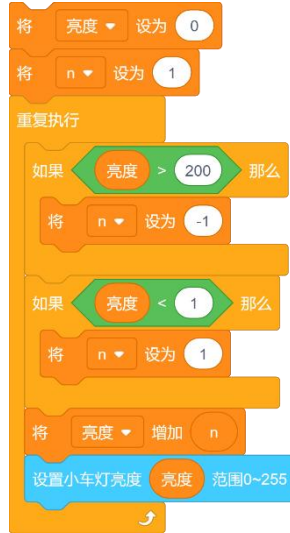 将 亮度 设为 0
将 n 设为 1
重复执行
如果 亮度 > 200 那么
将 n 设为 -1
如果 亮度 < 1 那么
将 n 设为 1
将 亮度 增加 n
设置小车灯亮度 亮度 范围0~255